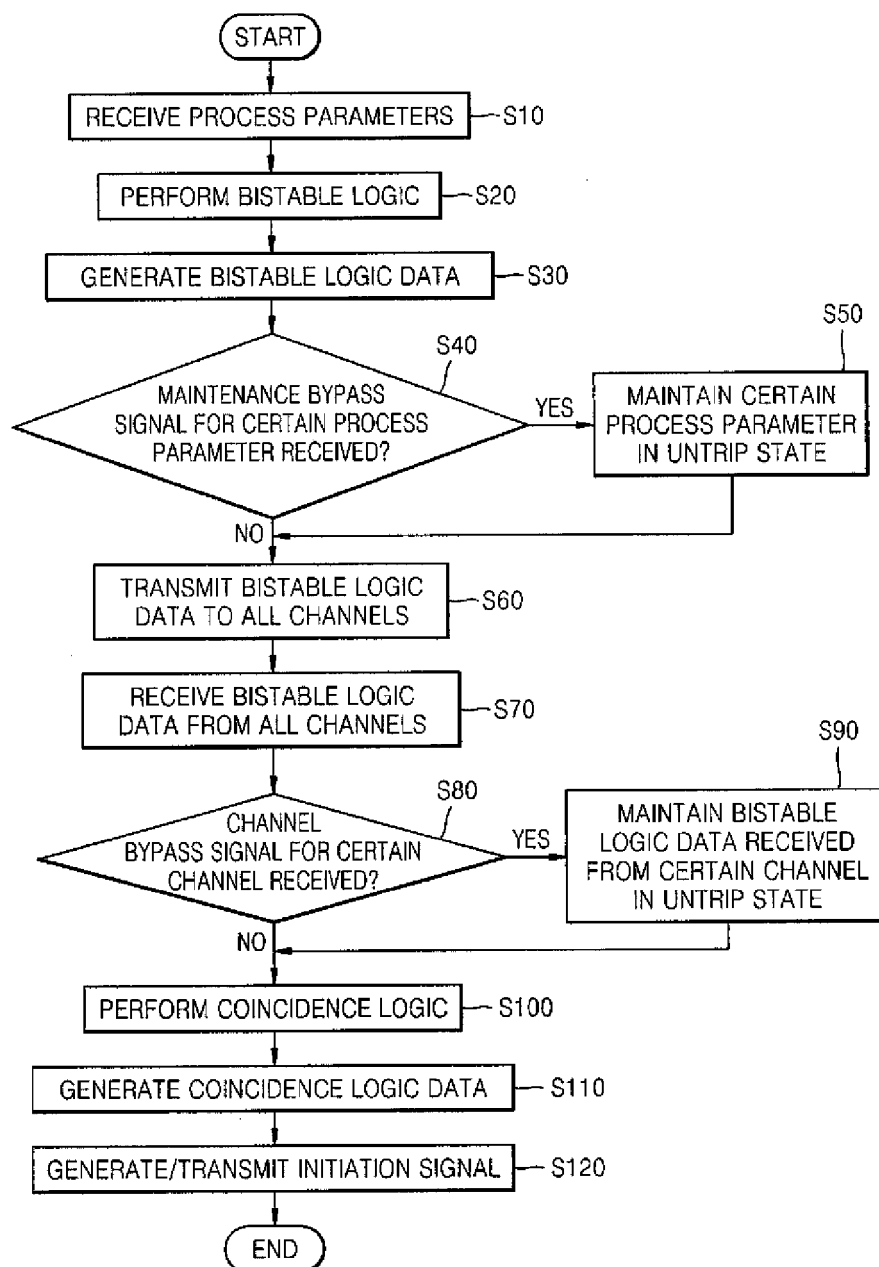 START
RECEIVE PROCESS PARAMETERS
S10
PERFORM BISTABLE LOGIC
S20
GENERATE BISTABLE LOGIC DATA
S30
S40
MAINTENANCE BYPASS
SIGNAL FOR CERTAIN PROCESS
PARAMETER RECEIVED?
YES
S50
MAINTAIN CERTAIN
PROCESS PARAMETER
IN UNTRIP STATE
NO
TRANSMIT BISTABLE LOGIC
DATA TO ALL CHANNELS
S60
RECEIVE BISTABLE LOGIC
DATA FROM ALL CHANNELS
S70
S80
CHANNEL
BYPASS SIGNAL FOR CERTAIN
CHANNEL RECEIVED?
YES
S90
MAINTAIN BISTABLE
LOGIC DATA RECEIVED
FROM CERTAIN CHANNEL
IN UNTRIP STATE
NO
PERFORM COINCIDENCE LOGIC
S100
GENERATE COINCIDENCE LOGIC DATA
S110
GENERATE/TRANSMIT INITIATION SIGNAL
S120
END